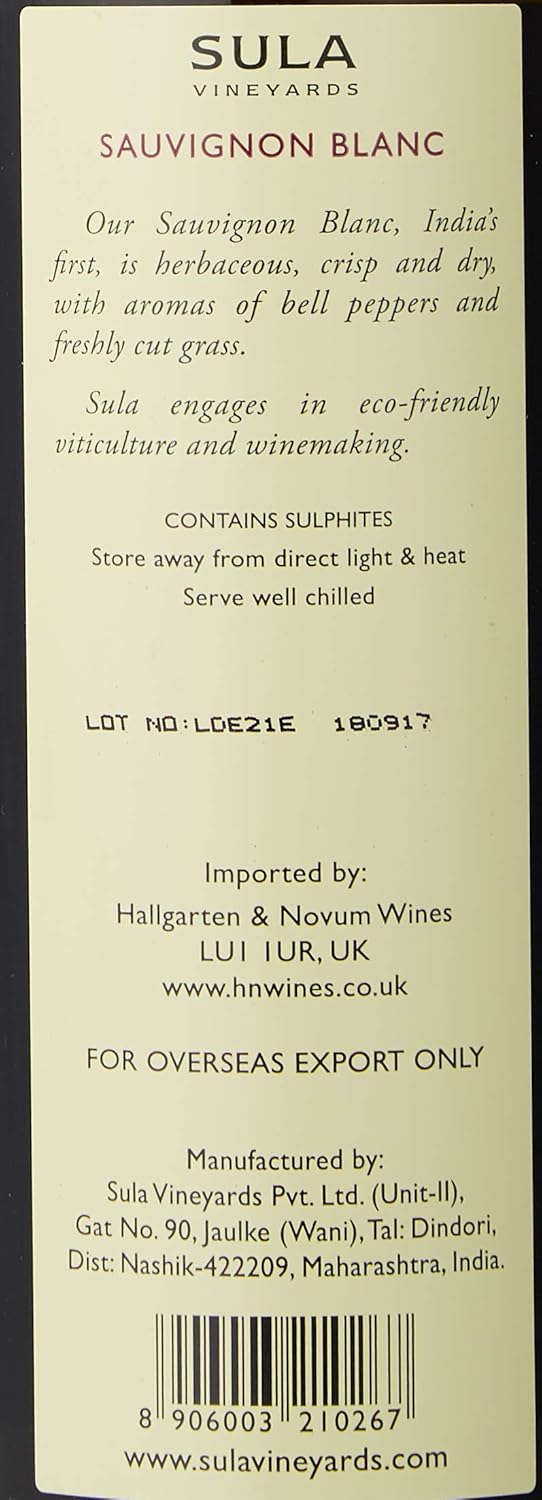 SULA
VINEYARDS
SAUVIGNON BLANC
Our Sauvignon Blanc, India's
first, is herbaceous, crisp and dry,
with aromas of bell peppers and
freshly cut grass.
Sula engages in eco-friendly
viticulture and winemaking.
CONTAINS SULPHITES
Store away from direct light & heat
Serve well chilled
LOT NO:LOE21E 180917
Imported by:
Hallgarten & Novum Wines
LU1 1UR, UK
www.hnwines.co.uk
FOR OVERSEAS EXPORT ONLY
Manufactured by:
Sula Vineyards Pvt. Ltd. (Unit-II),
Gat No. 90, Jaulke (Wani), Tal: Dindori,
Dist: Nashik-422209, Maharashtra, India.
8 906003 210267
www.sulavineyards.com